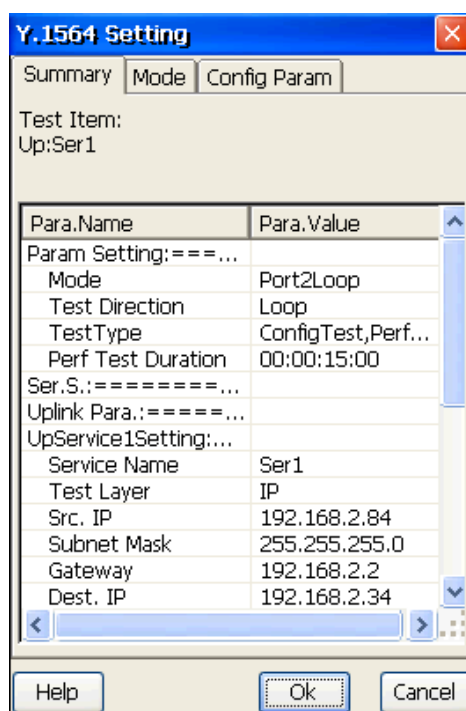 Y.1564 Setting
Summary Mode Config Param
Test Item:
Up:Ser1
Para.Name Para.Value
Param Setting:===...
Mode Port2Loop
Test Direction Loop
TestType ConfigTest,Perf...
Perf Test Duration 00:00:15:00
Ser.S.:========...
Uplink Para.:=====...
UpService1Setting:...
Service Name Ser1
Test Layer IP
Src. IP 192.168.2.84
Subnet Mask 255.255.255.0
Gateway 192.168.2.2
Dest. IP 192.168.2.34
Help Ok Cancel